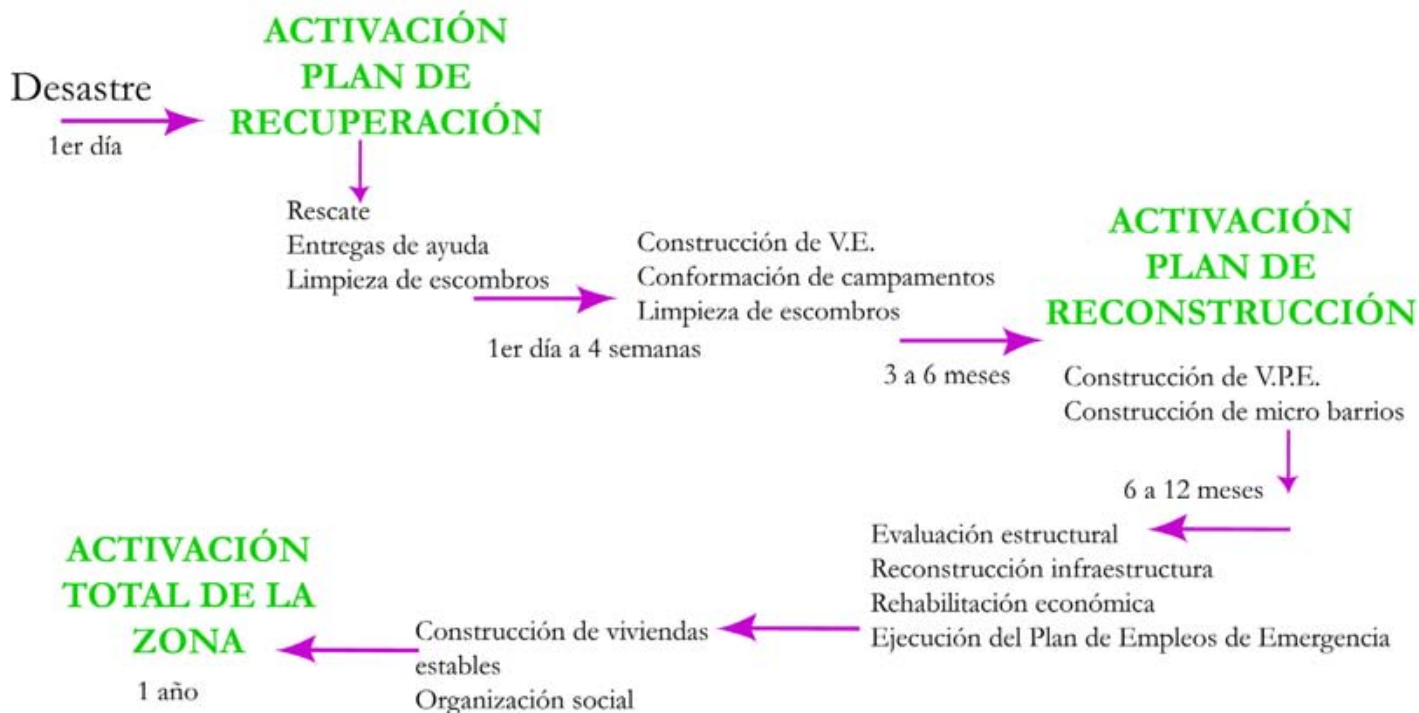 Desastre
1er día
ACTIVACIÓN
PLAN DE
RECUPERACIÓN
Rescate
Entregas de ayuda
Limpieza de escombros
1er día a 4 semanas
Construcción de V.E.
Conformación de campamentos
Limpieza de escombros
3 a 6 meses
ACTIVACIÓN
PLAN DE
RECONSTRUCCIÓN
Construcción de V.P.E.
Construcción de micro barrios
6 a 12 meses
Evaluación estructural
Reconstrucción infraestructura
Rehabilitación económica
Ejecución del Plan de Empleos de Emergencia
Construcción de viviendas
estables
Organización social
ACTIVACIÓN
TOTAL DE LA
ZONA
1 año